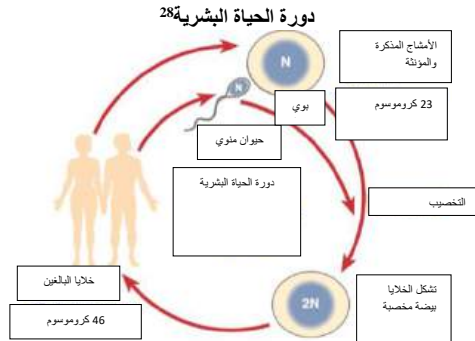 دورة الحياة البشرية28
الأمشاج المذكرة
والمؤنثة
N
N
23 كروموسوم
بوي
حيوان منوي
دورة الحياة البشرية
التخصيب
خلايا البالغين
46 كروموسوم
2N
تشكل الخلايا
بيضة مخصبة